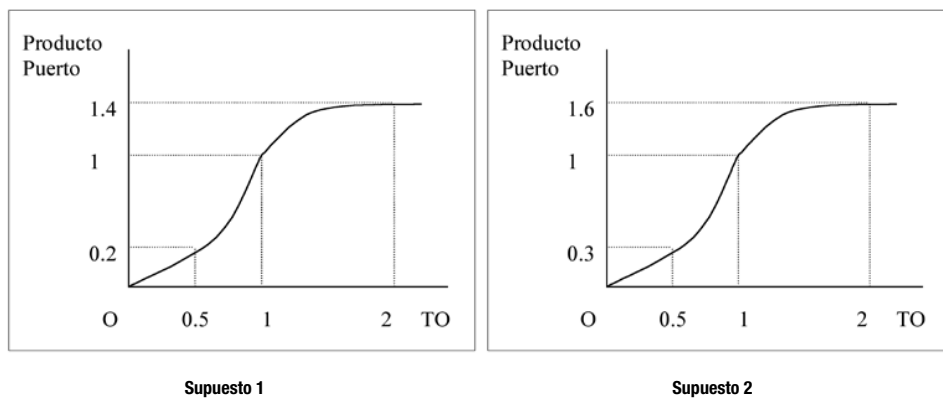 Producto
Puerto
1.4
1
0.2
O 0.5 1 2 TO
Supuesto 1
Producto
Puerto
1.6
1
0.3
O 0.5 1 2 TO
Supuesto 2